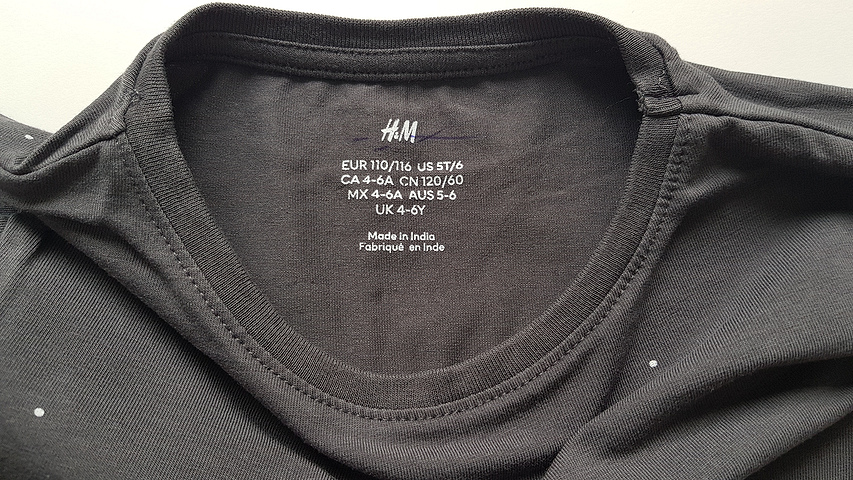 H&M
EUR 110/116 US 5T/6
CA 4-6A CN 120/60
MX 4-6A AUS 5-6
UK 4-6Y
Made in India
Fabriqué en Inde